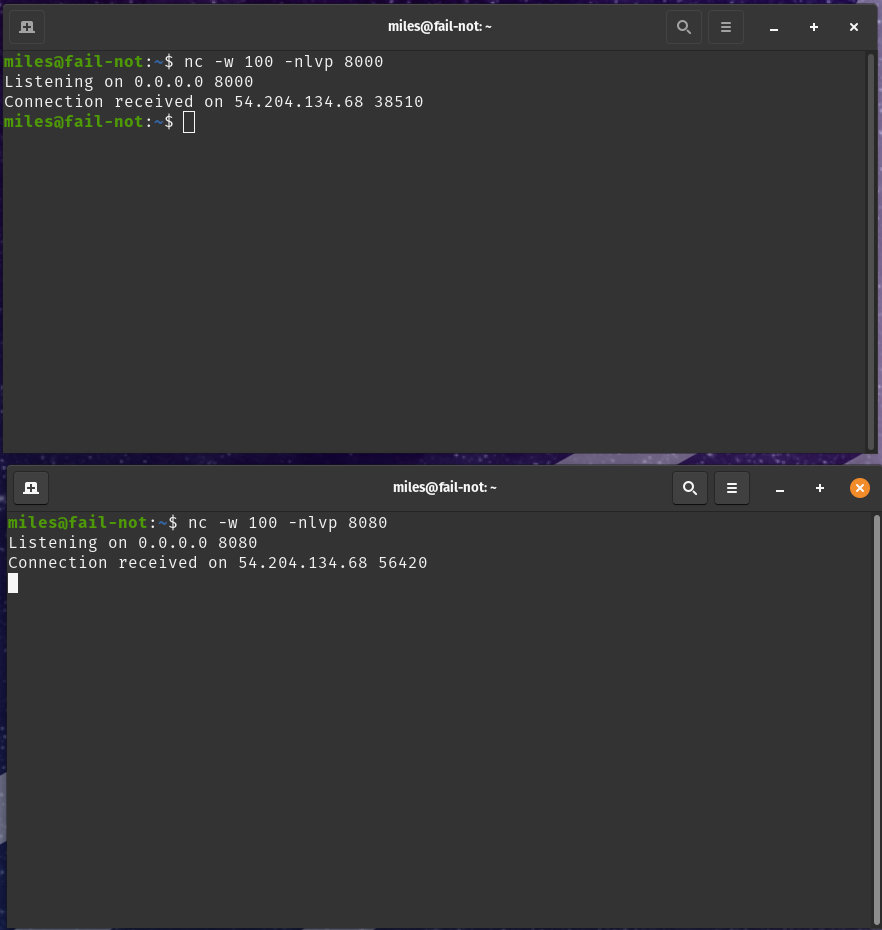 miles@fail-not: ~
miles@fail-not:~$ nc -w 100 -nlvp 8000
Listening on 0.0.0.0 8000
Connection received on 54.204.134.68 38510
miles@fail-not:~$
miles@fail-not: ~
miles@fail-not:~$ nc -w 100 -nlvp 8080
Listening on 0.0.0.0 8080
Connection received on 54.204.134.68 56420